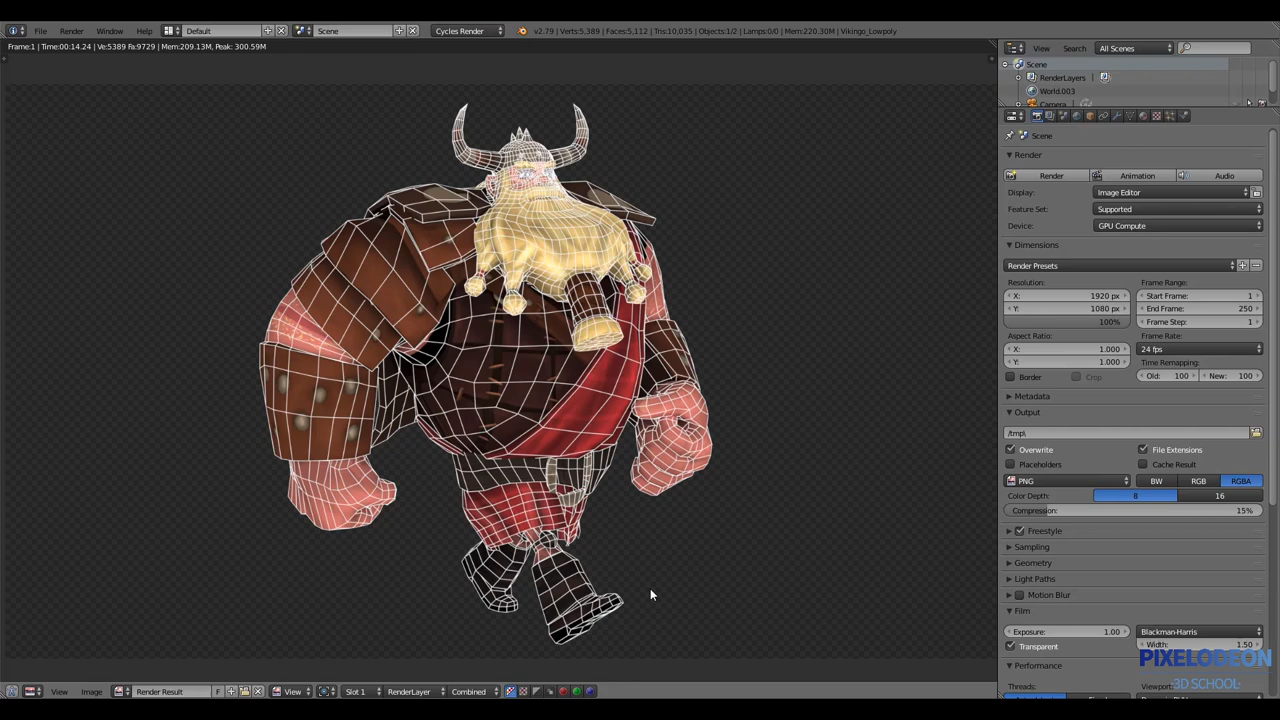 File Render Window Help Default Scene Cycles Render v2.79 | Verts:5,389 | Faces:5,112 | Tris:10,035 | Objects:1/2 | Lamps:0/0 | Mem:220.30M | Vikingo_Lowpoly
Frame:1 | Time:00:14.24 | Ve:5389 Fa:9729 | Mem:209.13M, Peak: 300.59M
View Search All Scenes
Scene
RenderLayers
World.003
Camera
Scene
Render
Render Animation Audio
Display: Image Editor
Feature Set: Supported
Device: GPU Compute
Dimensions
Render Presets
Resolution: Frame Range:
X: 1920 px Start Frame: 1
Y: 1080 px End Frame: 250
100% Frame Step: 1
Aspect Ratio: Frame Rate:
X: 1.000 24 fps
Y: 1.000 Time Remapping:
Border Crop Old: 100 New: 100
Metadata
Output
/tmp\
Overwrite File Extensions
Placeholders Cache Result
PNG BW RGB RGBA
Color Depth: 8 16
Compression: 15%
Freestyle
Sampling
Geometry
Light Paths
Motion Blur
Film
Exposure: 1.00 Blackman-Harris
Transparent Width: 1.50
PIXELODEON
Performance
3D SCHOOL
Threads: Viewport:
View Image Render Result F View Slot 1 RenderLayer Combined